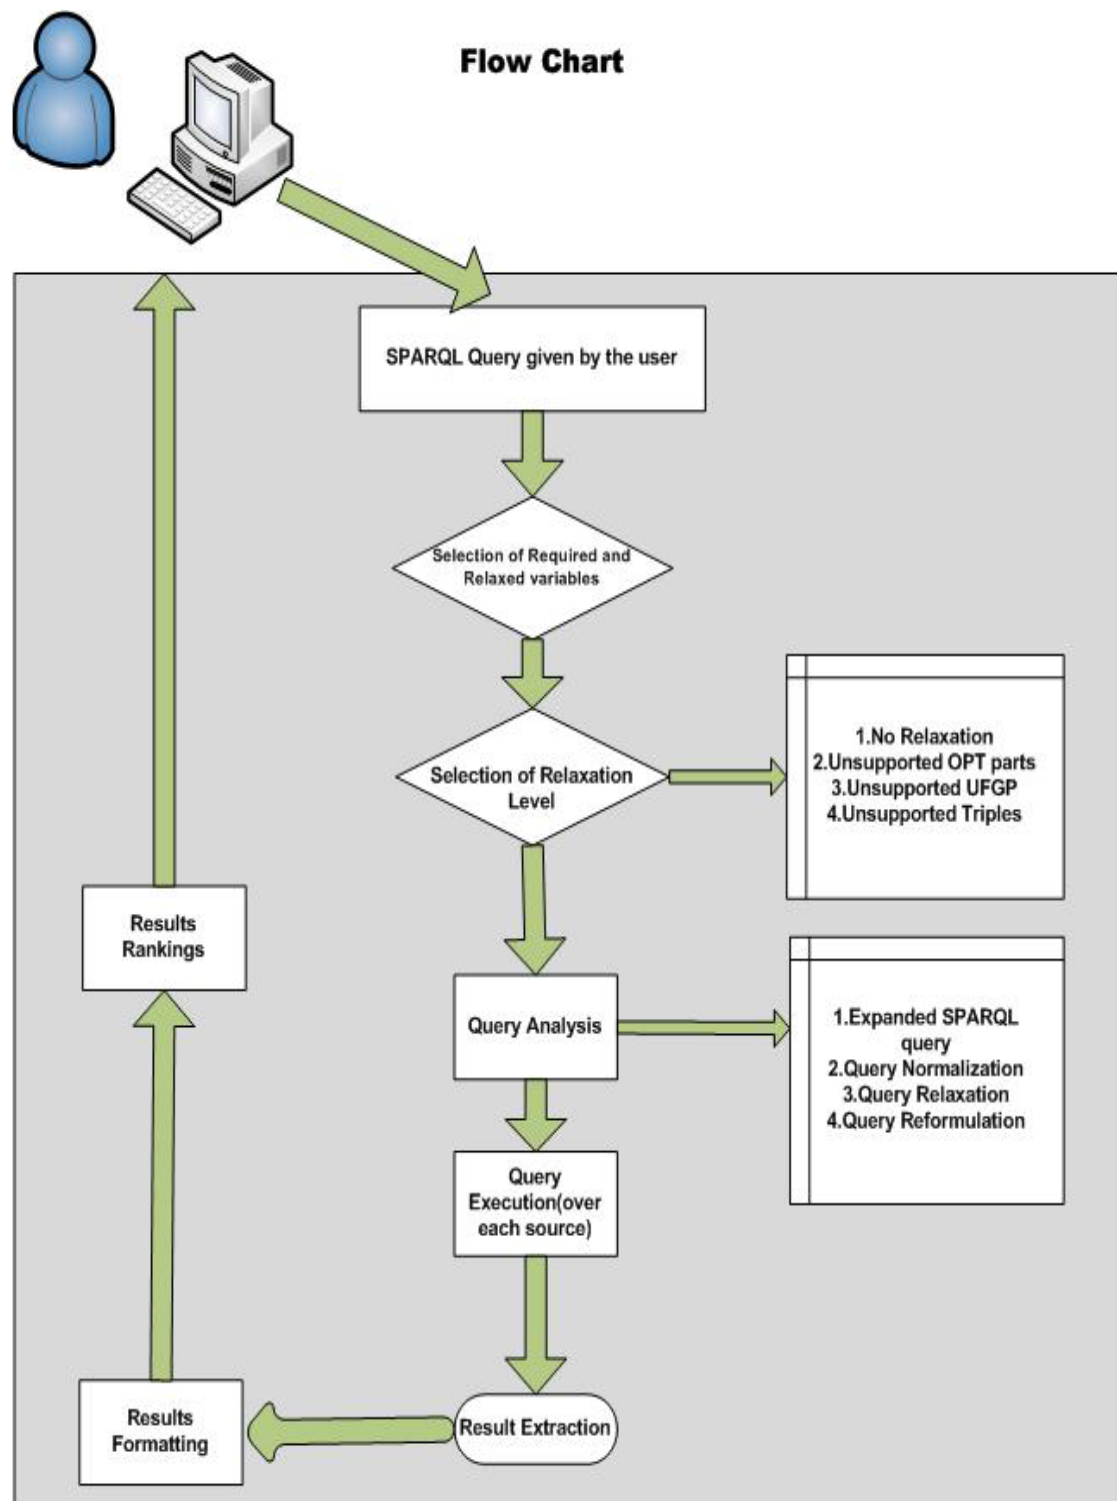 Flow Chart
SPARQL Query given by the user
Selection of Required and
Relaxed variables
Selection of Relaxation
Level
1.No Relaxation
2.Unsupported OPT parts
3.Unsupported UFGP
4.Unsupported Triples
Query Analysis
1.Expanded SPARQL
query
2.Query Normalization
3.Query Relaxation
4.Query Reformulation
Query
Execution(over
each source)
Result Extraction
Results
Formatting
Results
Rankings